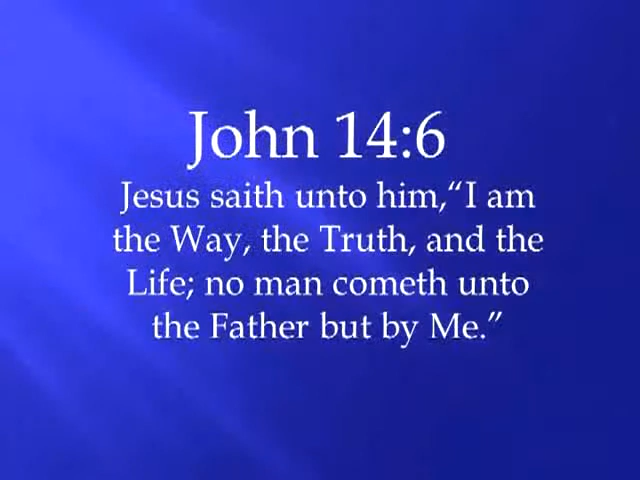 John 14:6
Jesus saith unto him,“I am
the Way, the Truth, and the
Life; no man cometh unto
the Father but by Me.”